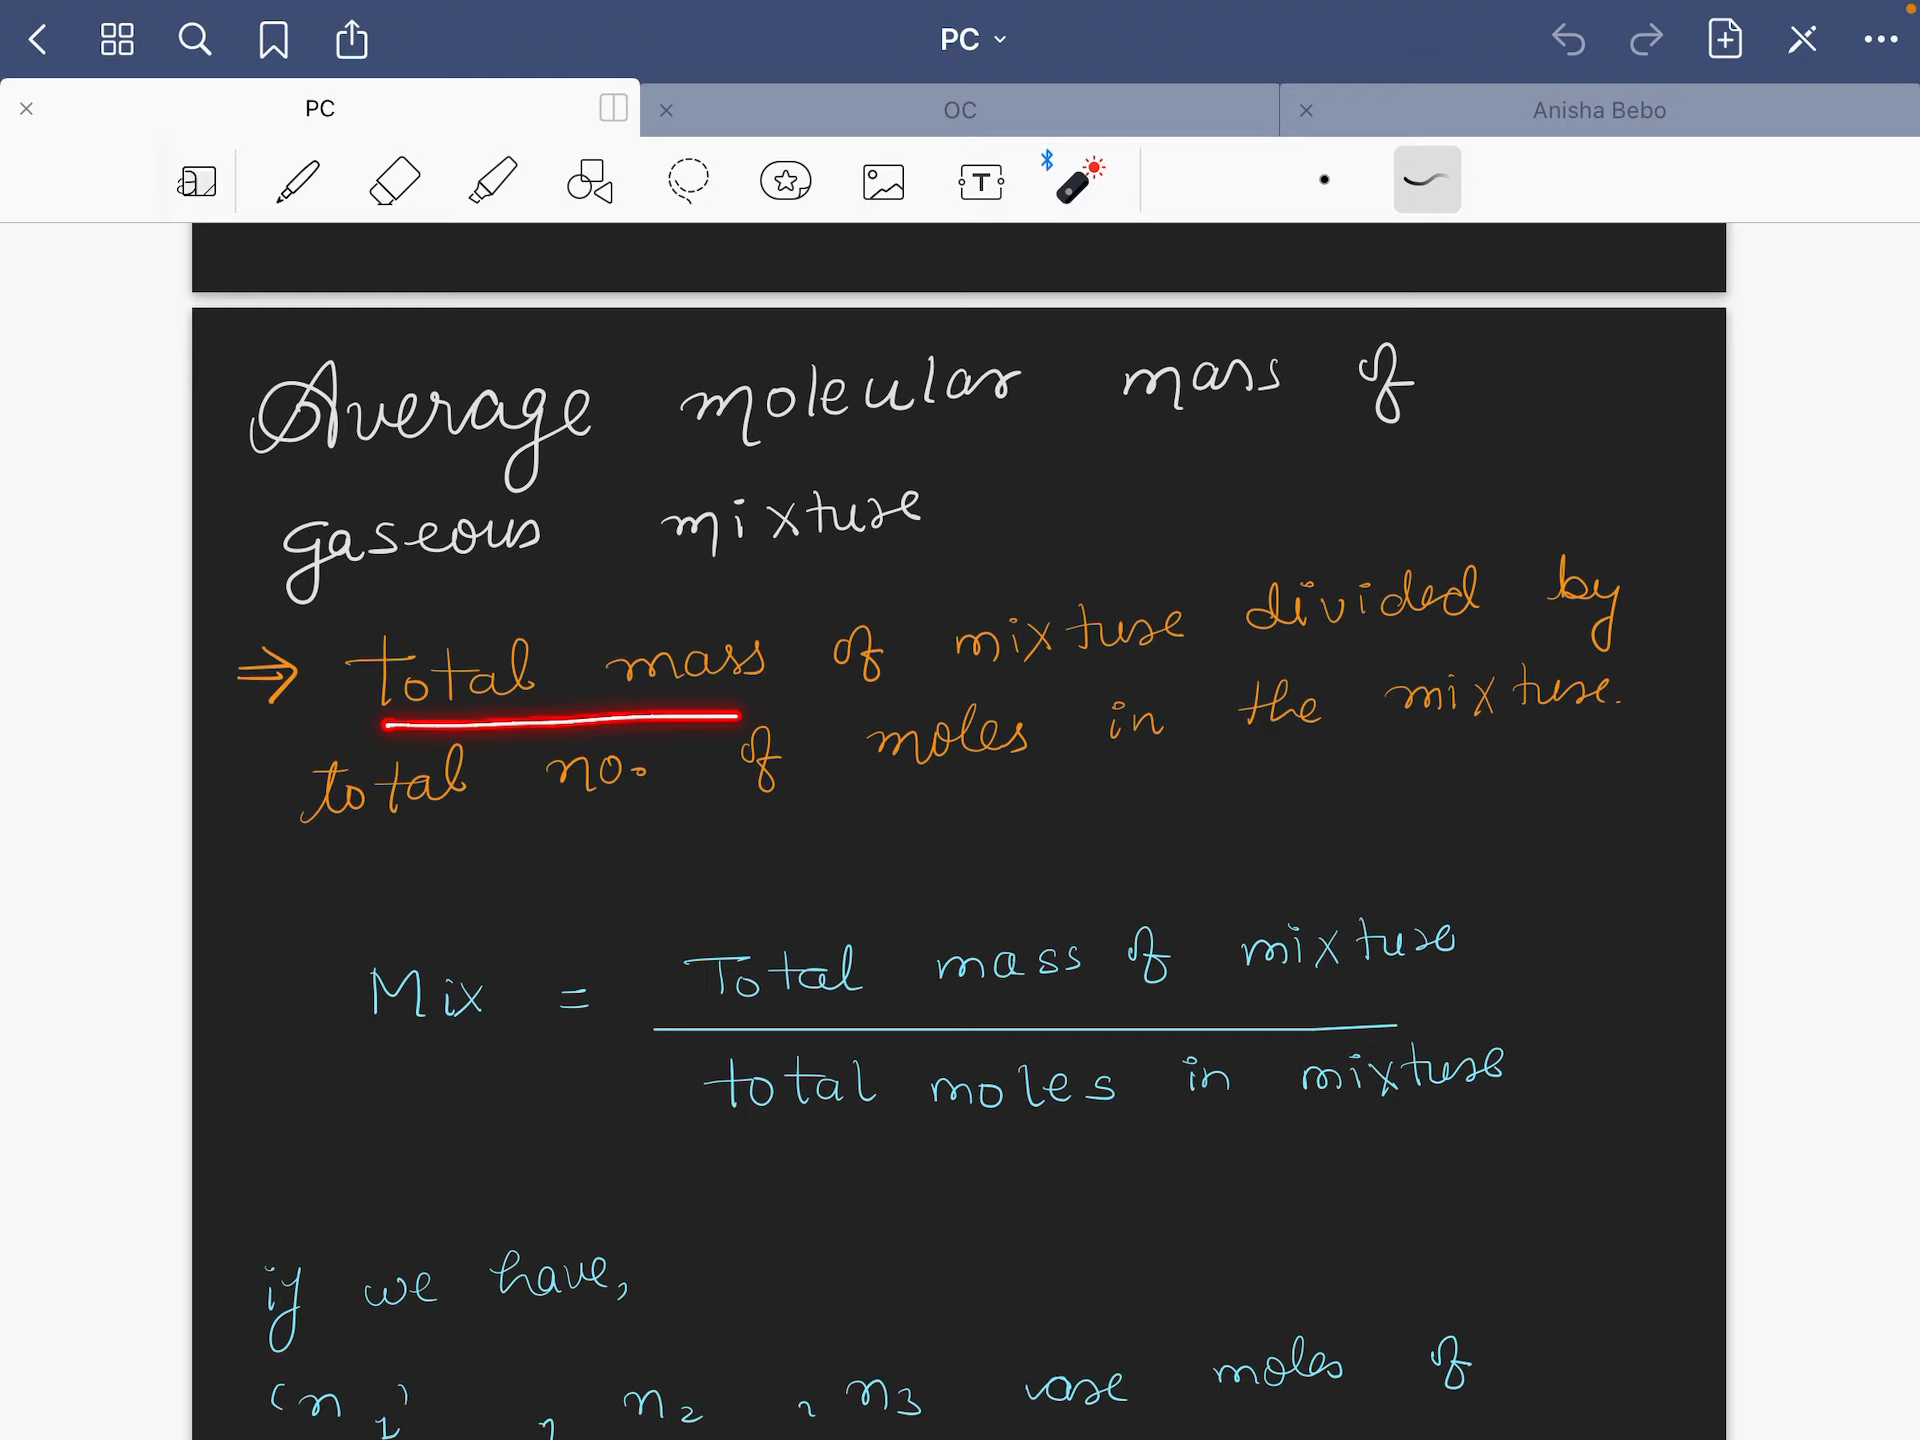 PC
PC
OC
Anisha Bebo
Average molecular mass of
gaseous mixture
⇒ total mass of mixture divided by
total no. of moles in the mixture.
Mix = Total mass of mixture
total moles in mixture
if we have,
(n1) , n2 , n3 moles of